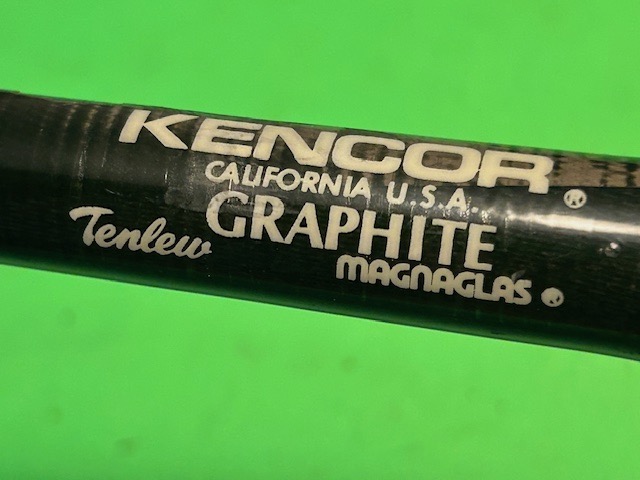 KENCOR ®
CALIFORNIA U.S.A.
GRAPHITE
Tenlew
MAGNAGLAS ®